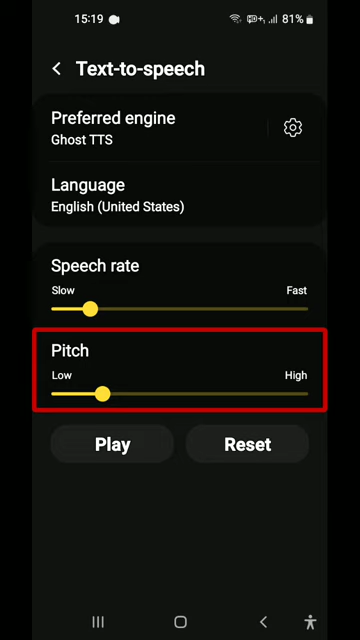 15:19
81%
Text-to-speech
Preferred engine
Ghost TTS
Language
English (United States)
Speech rate
Slow Fast
Pitch
Low High
Play Reset